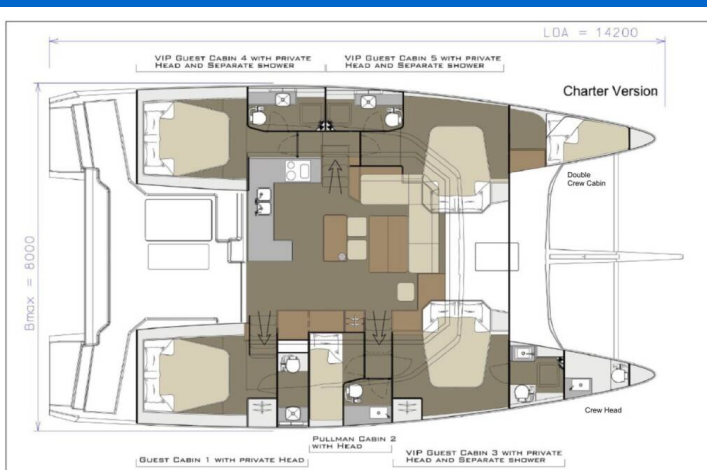 LOA = 14200
VIP Guest Cabin 4 with private
Head and Separate shower
VIP Guest Cabin 5 with private
Head and Separate shower
Charter Version
Double
Crew Cabin
Bmax = 8000
Crew Head
Pullman Cabin 2
with Head
Guest Cabin 1 with private Head
VIP Guest Cabin 3 with private
Head and Separate shower